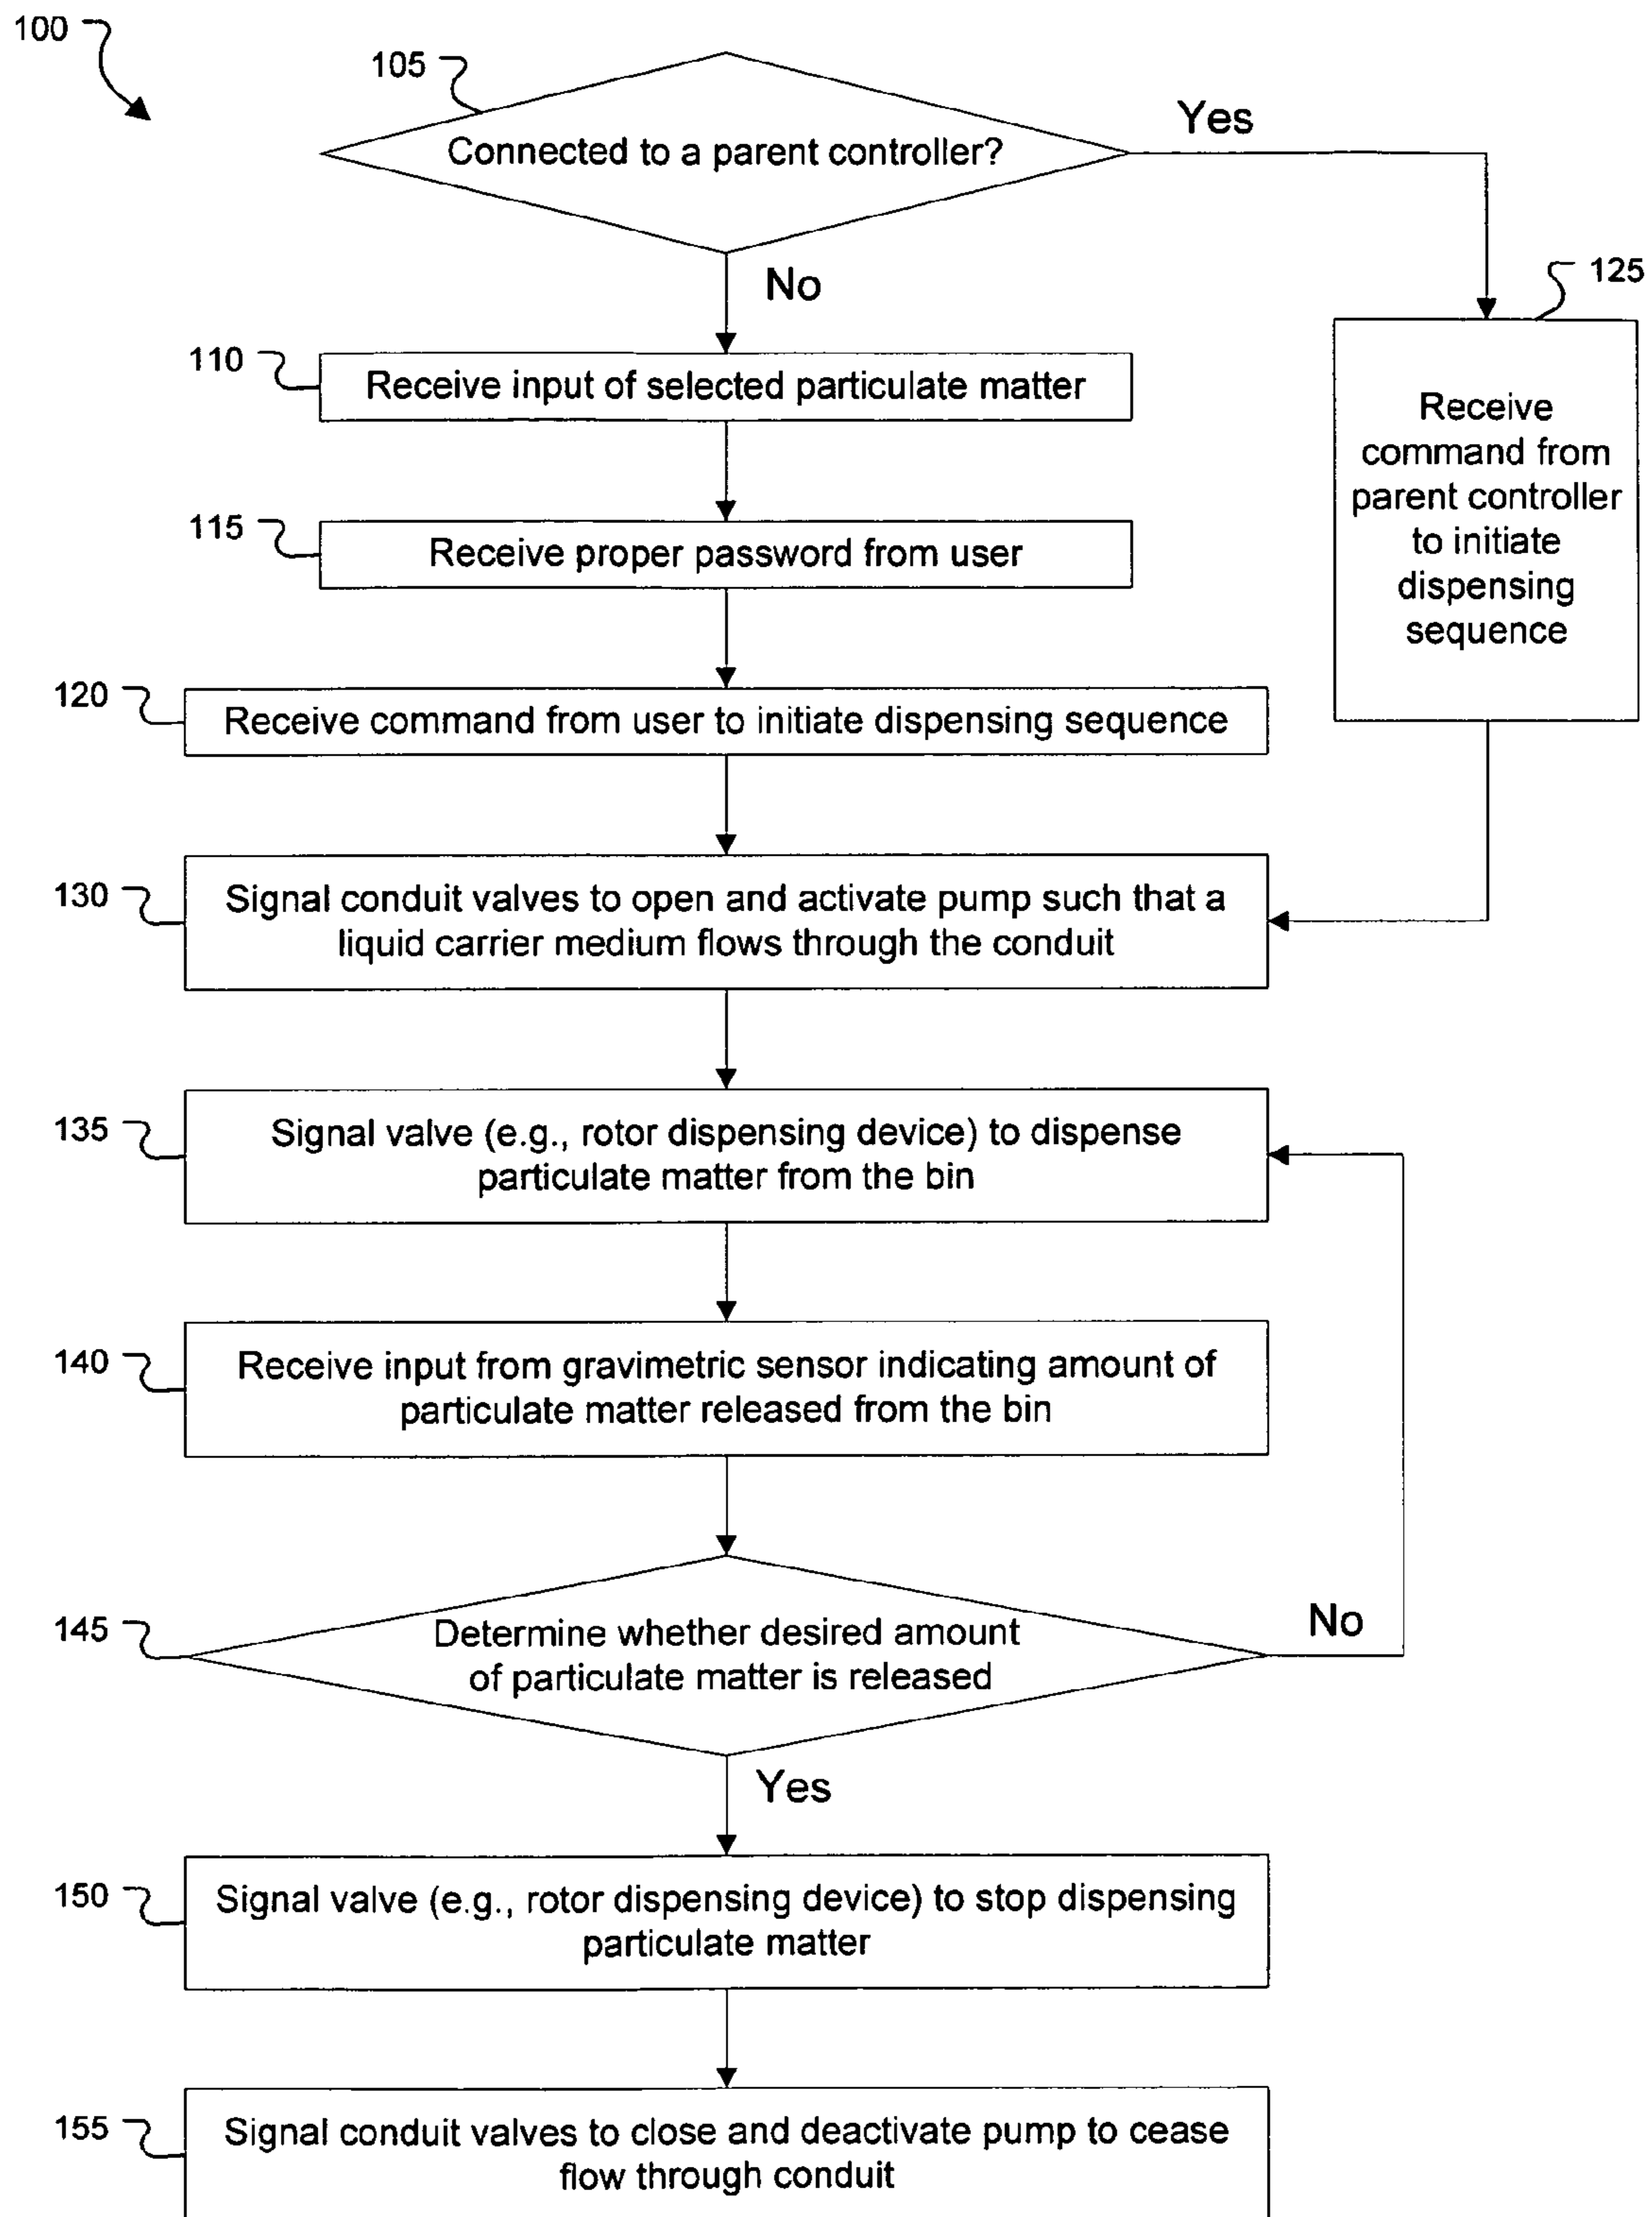 100
105
Connected to a parent controller?
Yes
No
125
110
Receive input of selected particulate matter
Receive
command from
parent controller
to initiate
dispensing
sequence
115
Receive proper password from user
120
Receive command from user to initiate dispensing sequence
130
Signal conduit valves to open and activate pump such that a
liquid carrier medium flows through the conduit
135
Signal valve (e.g., rotor dispensing device) to dispense
particulate matter from the bin
140
Receive input from gravimetric sensor indicating amount of
particulate matter released from the bin
145
Determine whether desired amount
of particulate matter is released
No
Yes
150
Signal valve (e.g., rotor dispensing device) to stop dispensing
particulate matter
155
Signal conduit valves to close and deactivate pump to cease
flow through conduit